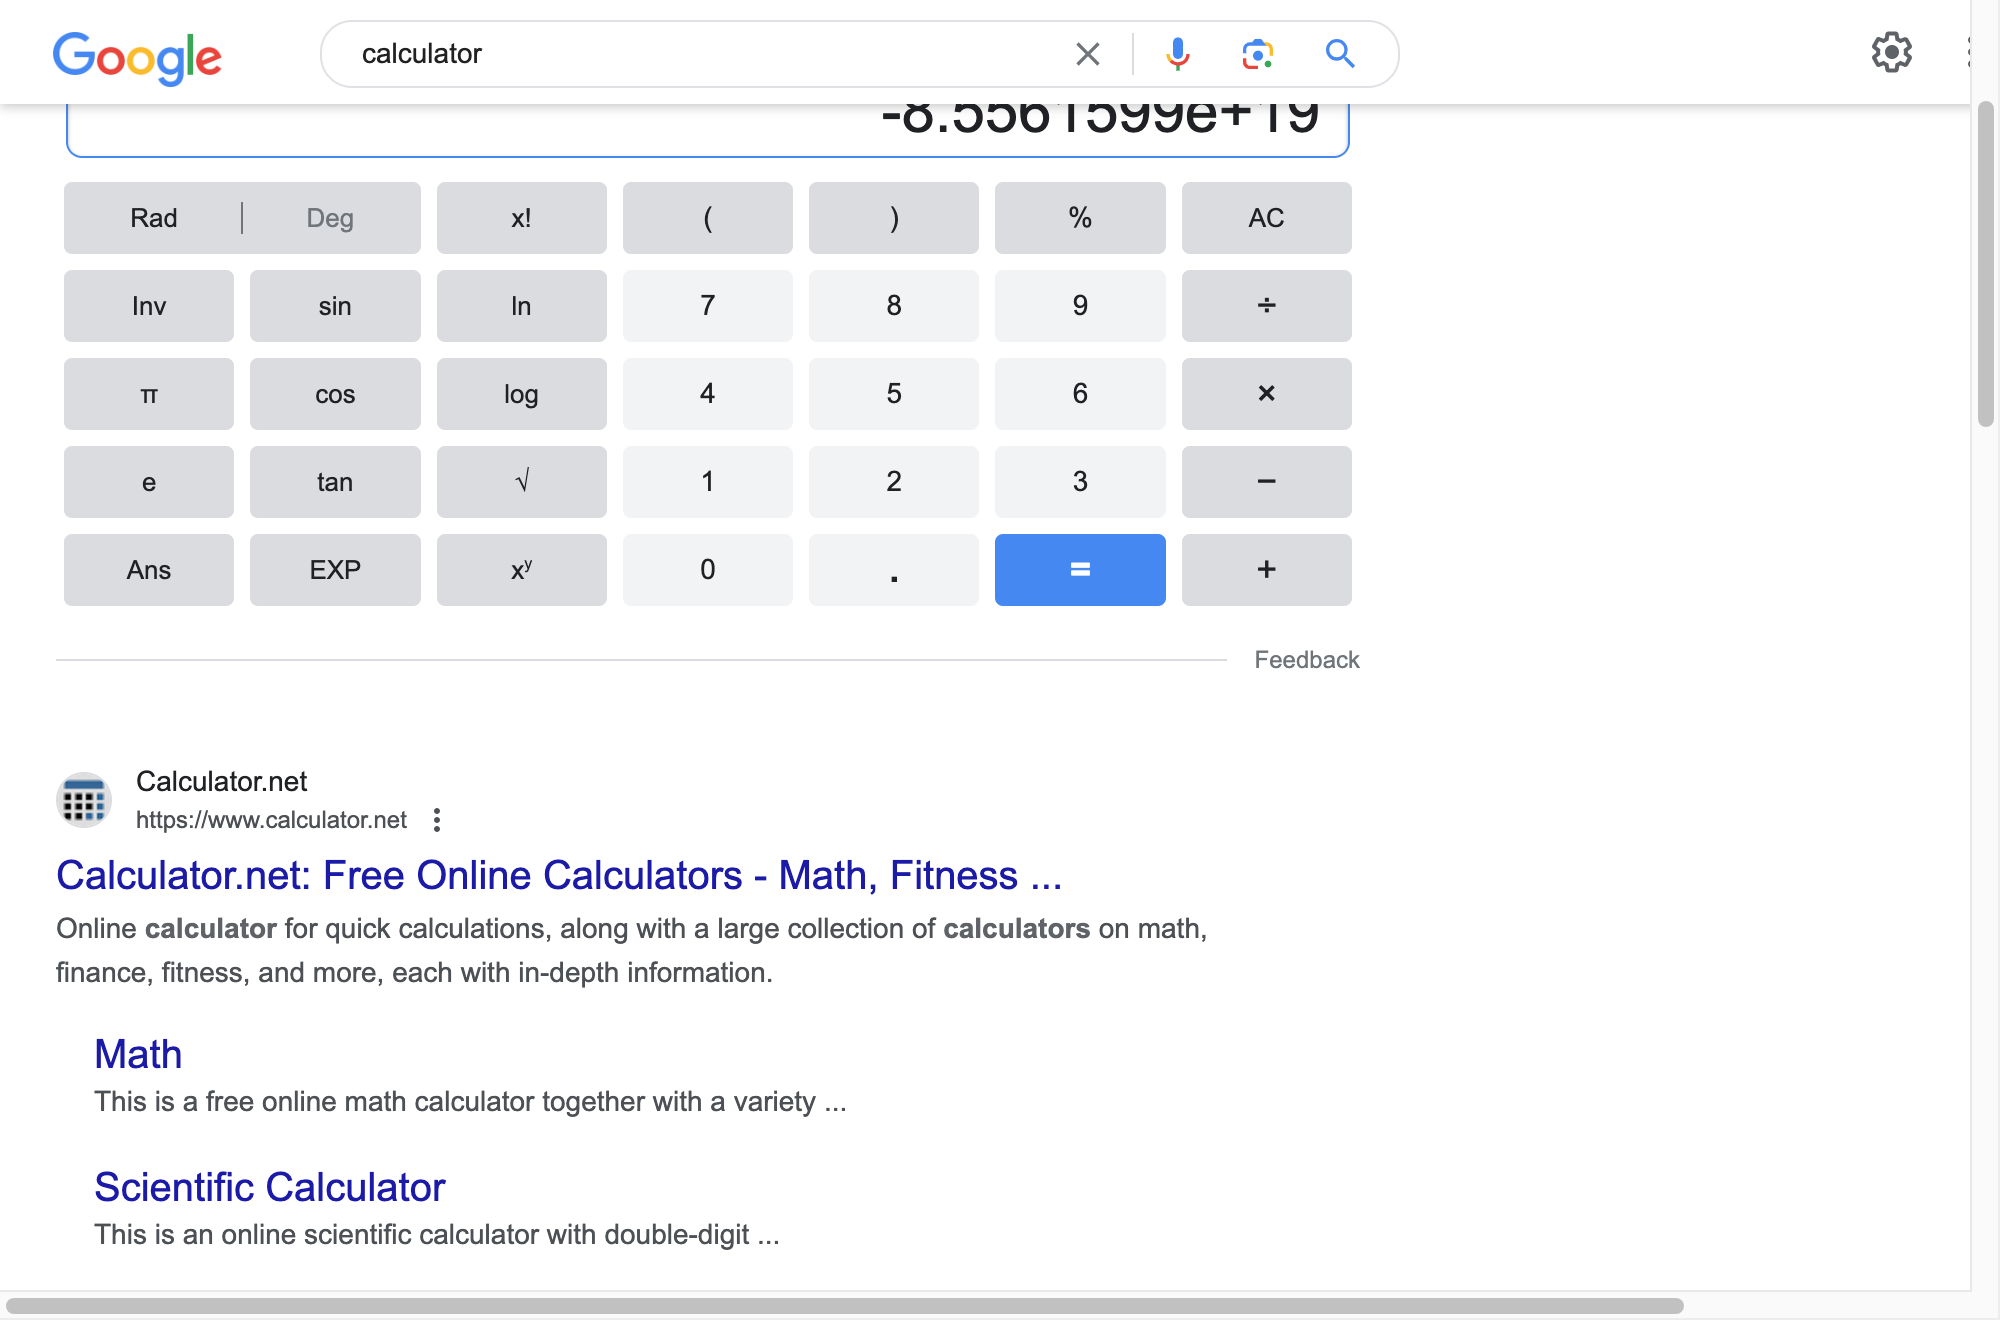 Google
calculator
-8.5561599e+19
Rad | Deg x! ( ) % AC
Inv sin ln 7 8 9 ÷
π cos log 4 5 6 ×
e tan √ 1 2 3 −
Ans EXP xʸ 0 . = +
Feedback
Calculator.net
https://www.calculator.net
Calculator.net: Free Online Calculators - Math, Fitness ...
Online calculator for quick calculations, along with a large collection of calculators on math,
finance, fitness, and more, each with in-depth information.
Math
This is a free online math calculator together with a variety ...
Scientific Calculator
This is an online scientific calculator with double-digit ...